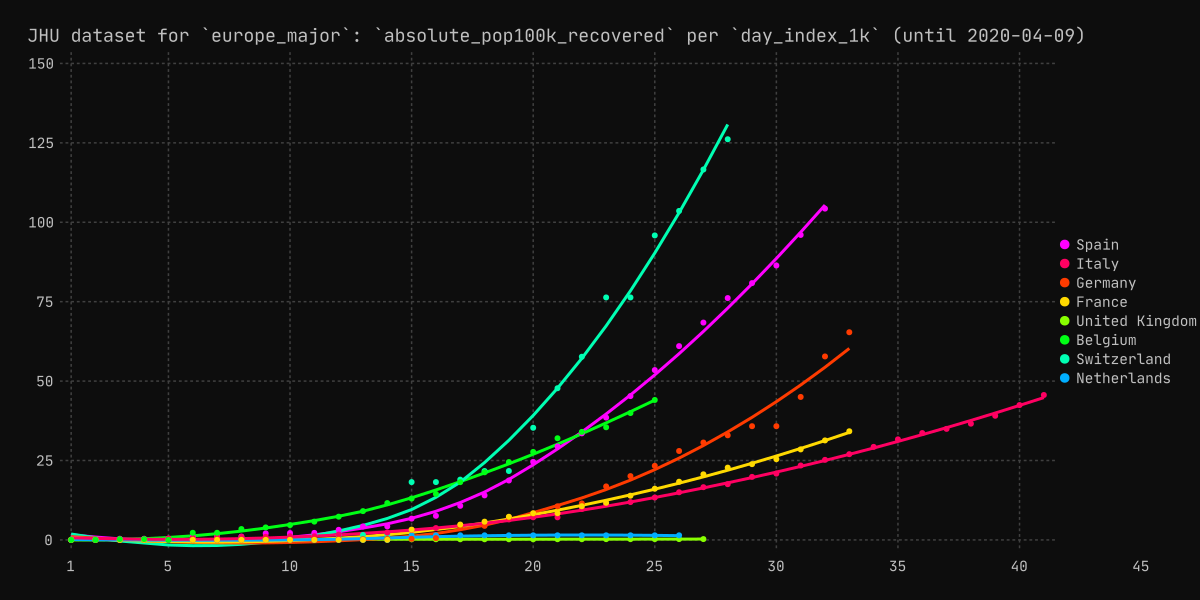 JHU dataset for `europe_major`: `absolute_pop100k_recovered` per `day_index_1k` (until 2020-04-09)
150
125
100
75
50
25
0
1 5 10 15 20 25 30 35 40 45
Spain
Italy
Germany
France
United Kingdom
Belgium
Switzerland
Netherlands